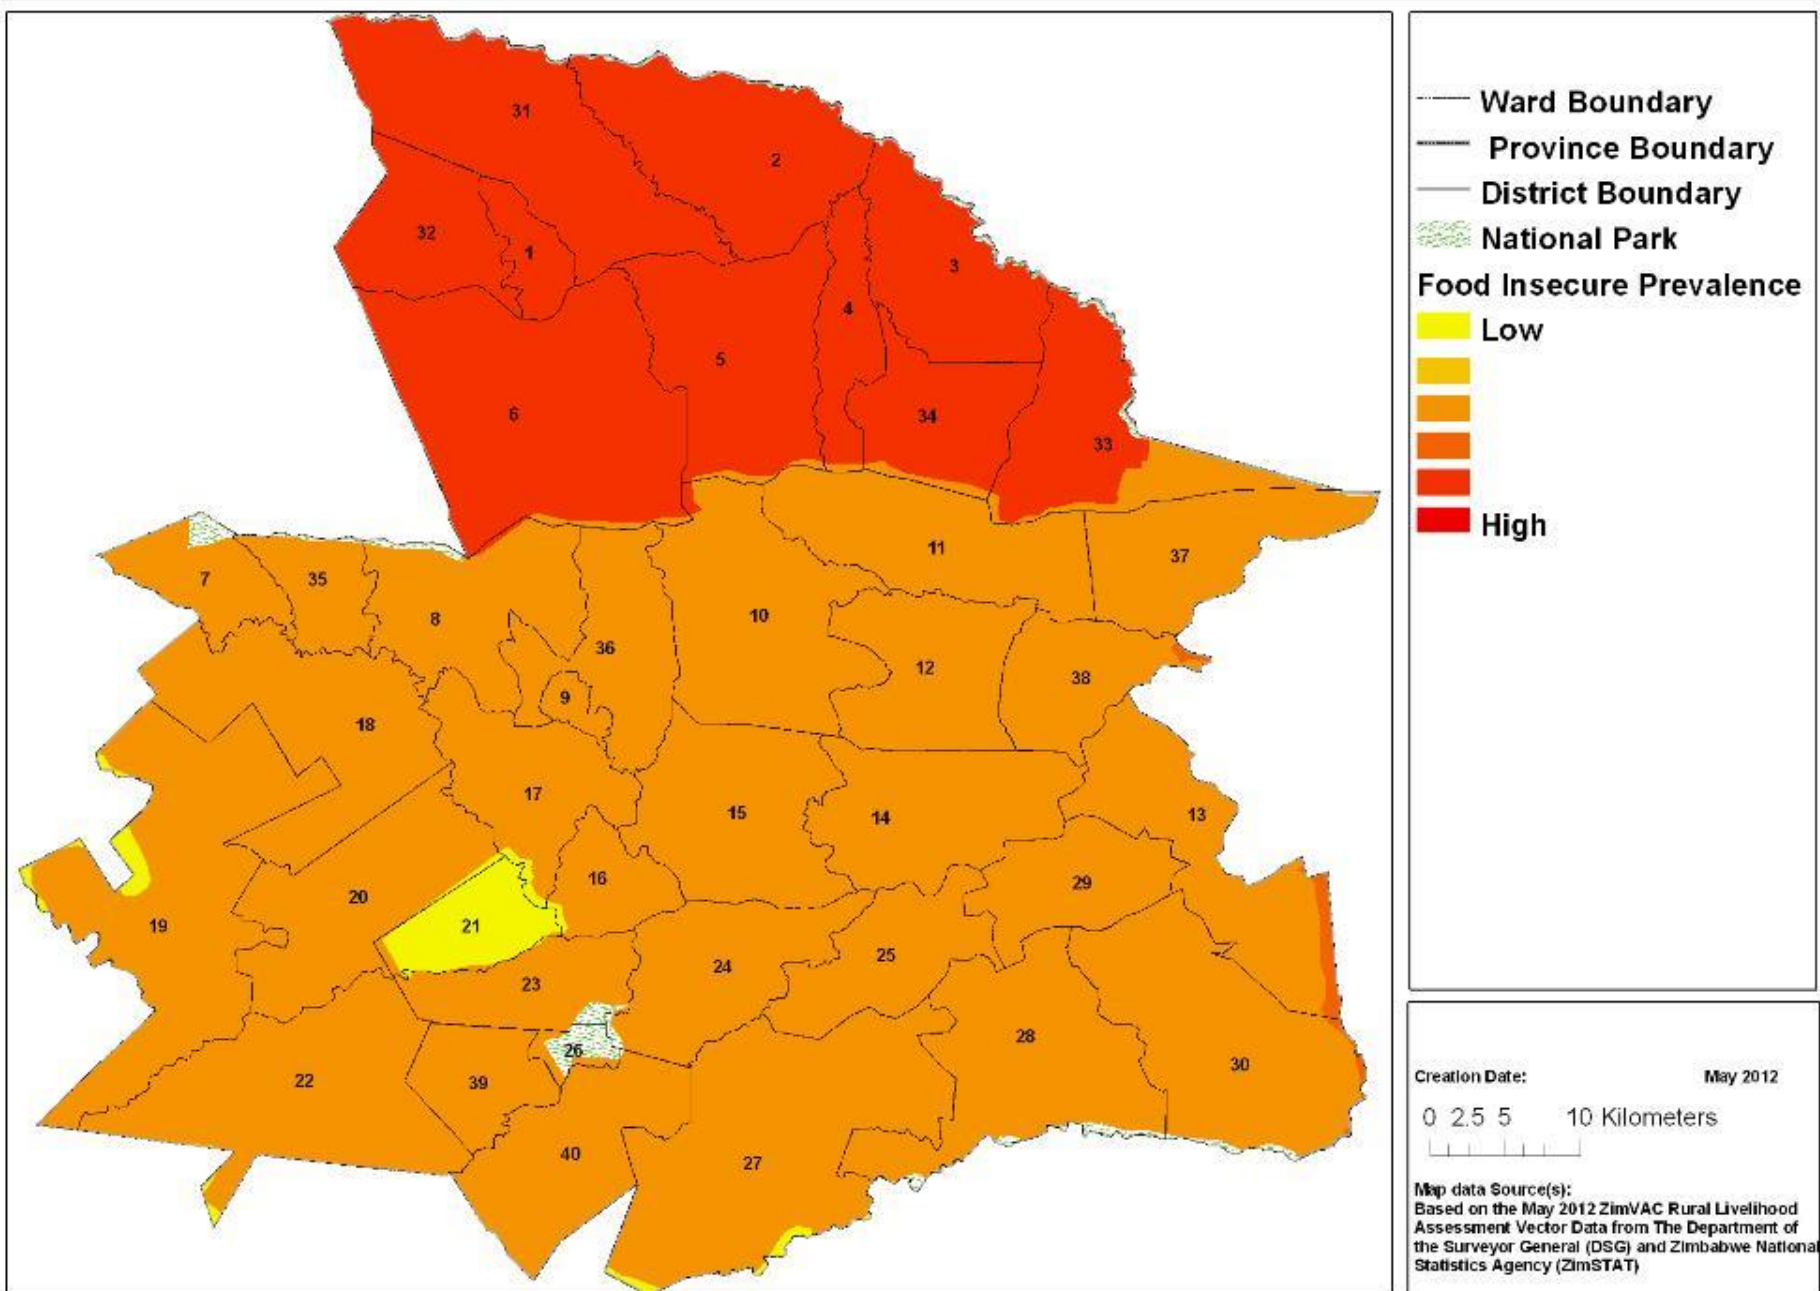 31
2
32
1
3
4
5
6
34
33
11
37
7
35
8
10
36
12
38
9
18
17
15
14
13
16
29
20
21
19
25
24
23
28
26
30
22
39
40
27
Ward Boundary
Province Boundary
District Boundary
National Park
Food Insecure Prevalence
Low
High
Creation Date: May 2012
0 2.5 5 10 Kilometers
Map data Source(s):
Based on the May 2012 ZimVAC Rural Livelihood
Assessment Vector Data from The Department of
the Surveyor General (DSG) and Zimbabwe National
Statistics Agency (ZimSTAT)